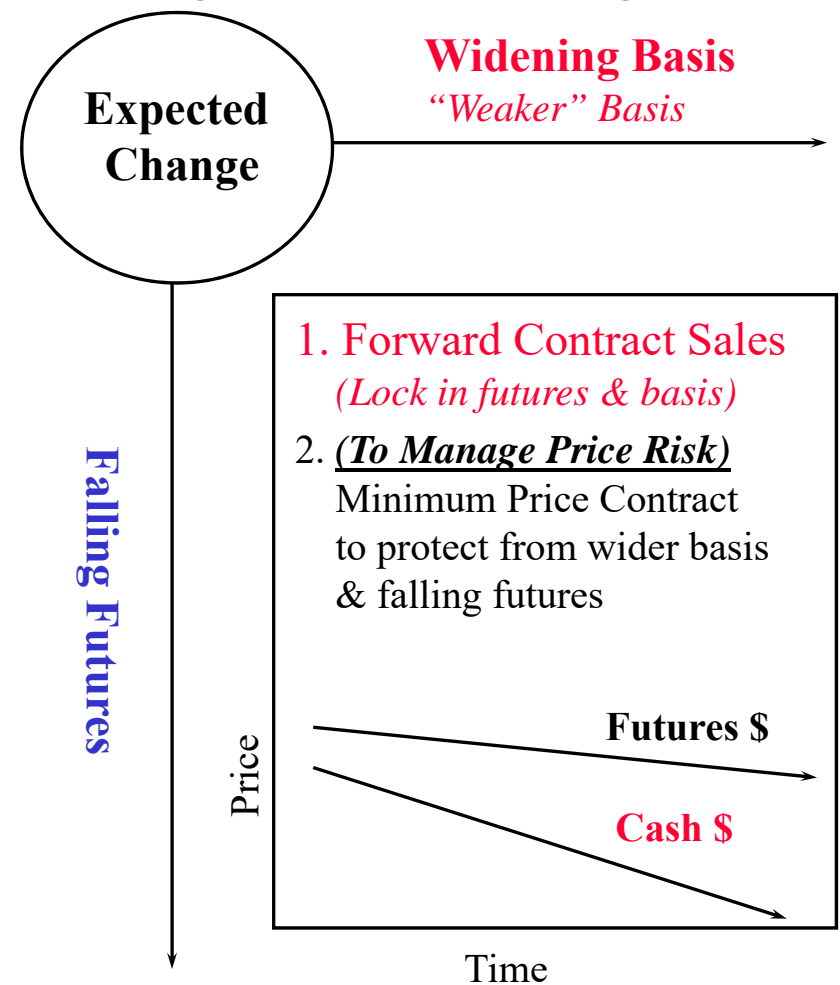 Expected
Change
Widening Basis
“Weaker” Basis
Falling Futures
1. Forward Contract Sales
(Lock in futures & basis)
2. (To Manage Price Risk)
Minimum Price Contract
to protect from wider basis
& falling futures
Futures $
Cash $
Price
Time